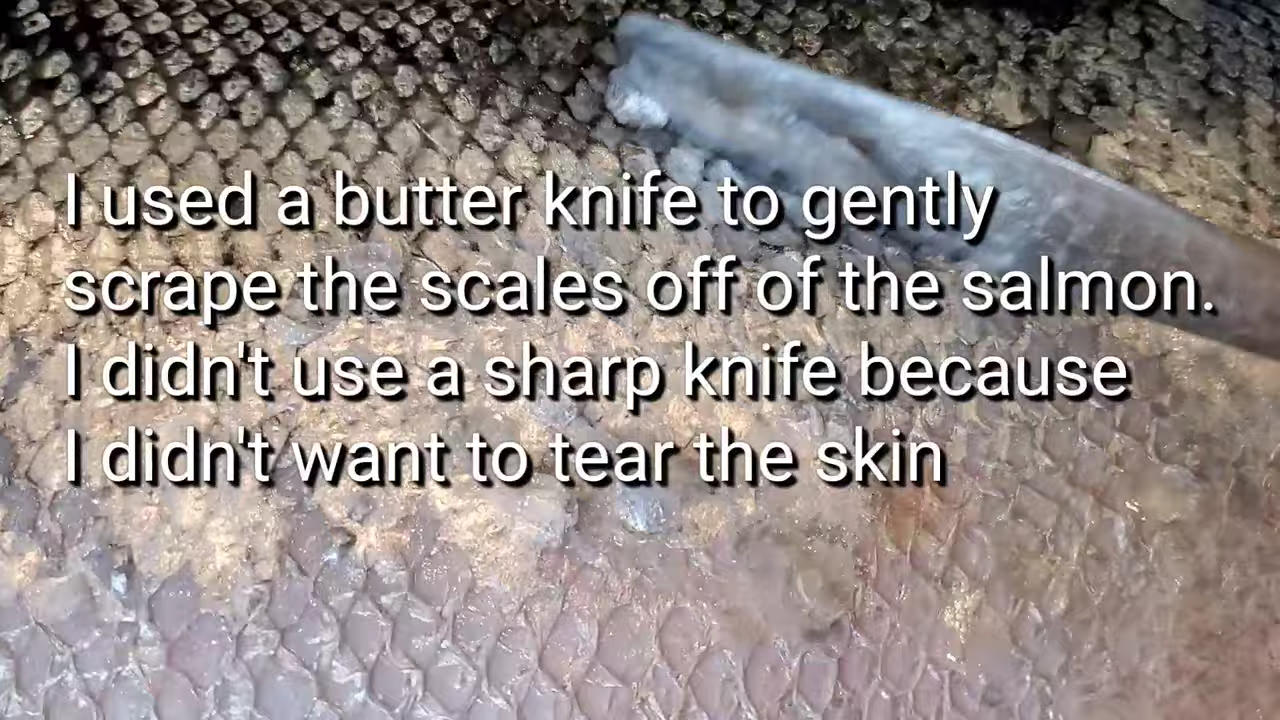 I used a butter knife to gently
scrape the scales off of the salmon.
I didn't use a sharp knife because
I didn't want to tear the skin